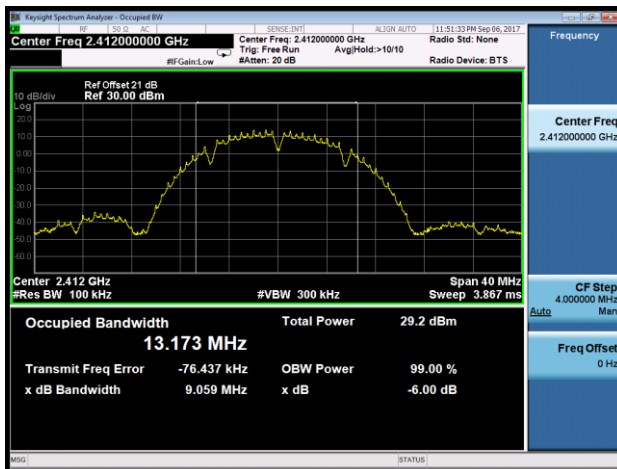 Keysight Spectrum Analyzer - Occupied BW
RF 50 Ω AC SENSE:INT ALIGN AUTO 11:51:33 PM Sep 06, 2017
Center Freq 2.412000000 GHz Center Freq: 2.412000000 GHz Radio Std: None Frequency
Trig: Free Run Avg|Hold:>10/10
#IFGain:Low #Atten: 20 dB Radio Device: BTS
Ref Offset 21 dB
10 dB/div Ref 30.00 dBm
Log
20.0
10.0
0.00
-10.0
-20.0
-30.0
-40.0
-50.0
-60.0
Center Freq
2.412000000 GHz
Center 2.412 GHz Span 40 MHz
#Res BW 100 kHz #VBW 300 kHz Sweep 3.867 ms
CF Step
4.000000 MHz
Auto Man
Occupied Bandwidth Total Power 29.2 dBm
13.173 MHz
Transmit Freq Error -76.437 kHz OBW Power 99.00 %
x dB Bandwidth 9.059 MHz x dB -6.00 dB
Freq Offset
0 Hz
MSG STATUS